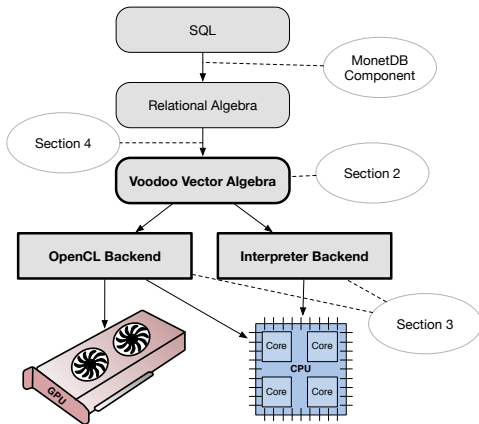 SQL
MonetDB
Component
Relational Algebra
Section 4
Voodoo Vector Algebra
Section 2
OpenCL Backend
Interpreter Backend
Section 3
GPU
Core
Core
CPU
Core
Core